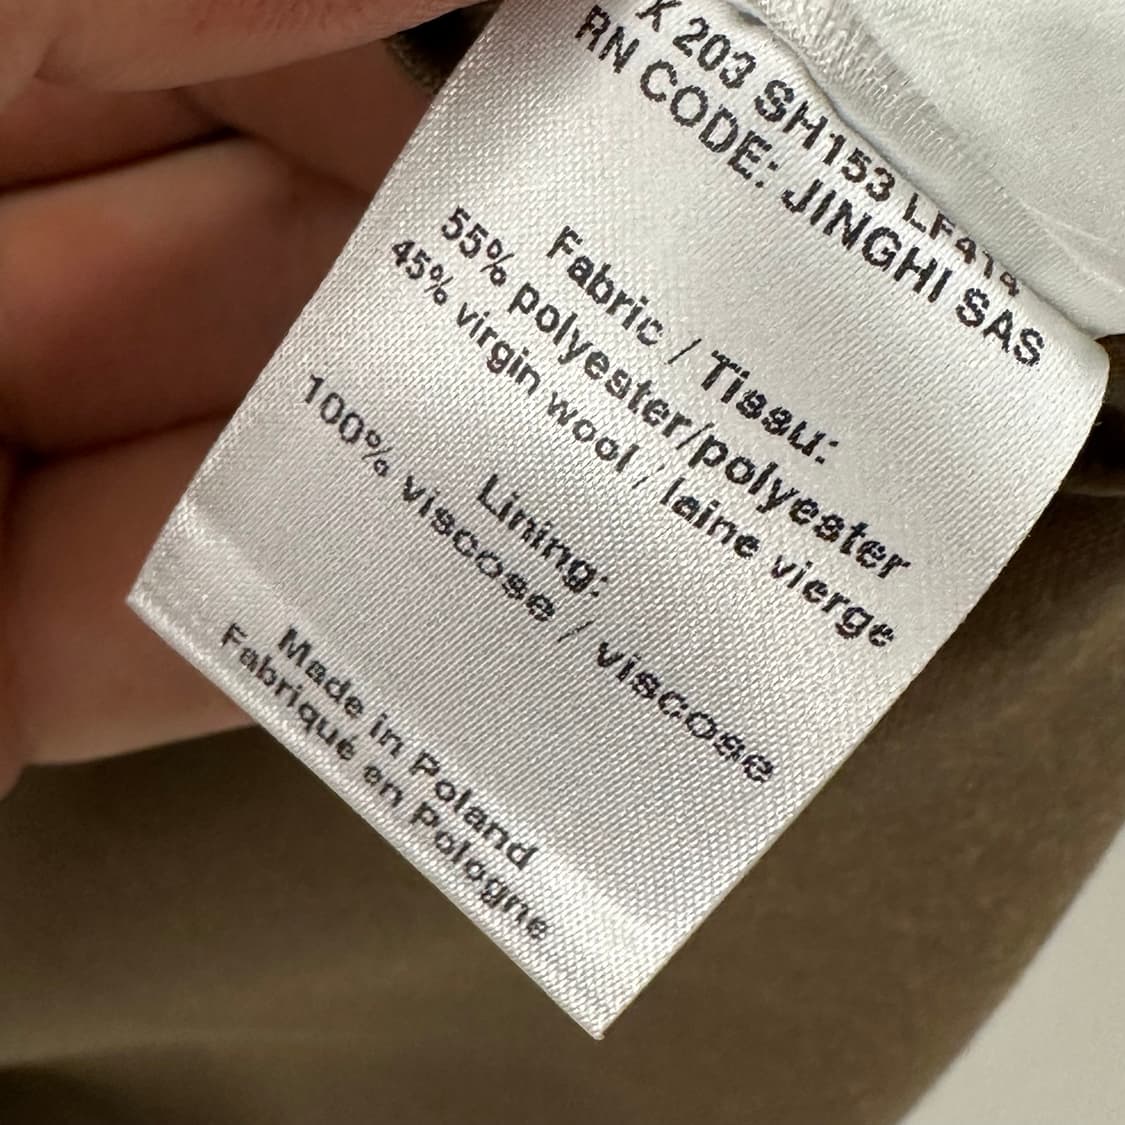 X 203 SH153 LF414
RN CODE: JINGHI SAS
Fabric / Tissu:
55% polyester/polyester
45% virgin wool / laine vierge
Lining:
100% viscose / viscose
Made in Poland
Fabriqué en Pologne